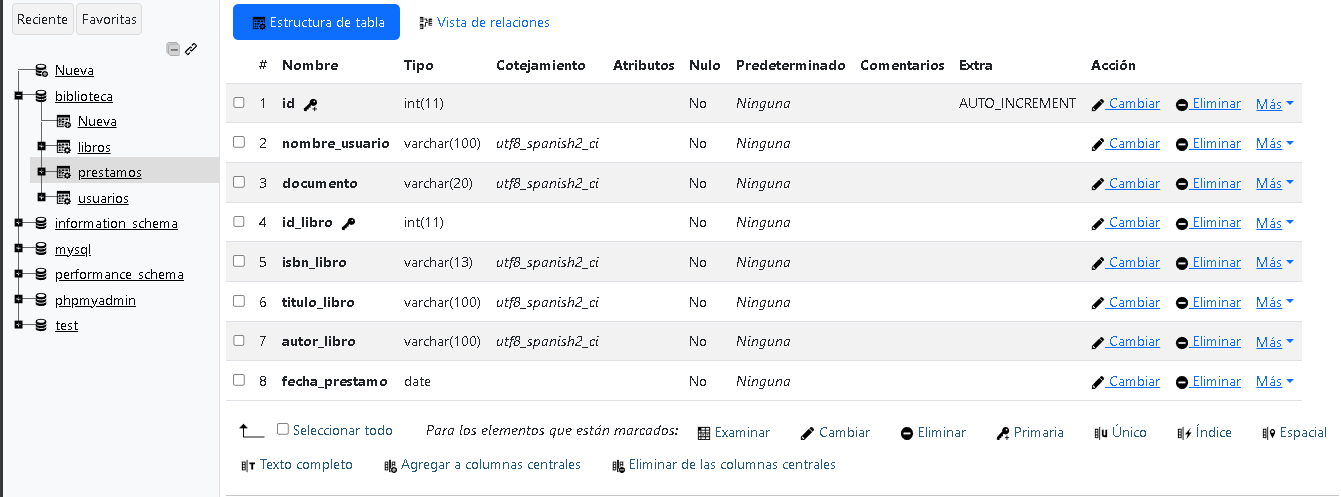 Reciente Favoritas
Nueva
biblioteca
Nueva
libros
prestamos
usuarios
information_schema
mysql
performance_schema
phpmyadmin
test
Estructura de tabla Vista de relaciones
# Nombre Tipo Cotejamiento Atributos Nulo Predeterminado Comentarios Extra Acción
1 id int(11) No Ninguna AUTO_INCREMENT Cambiar Eliminar Más
2 nombre_usuario varchar(100) utf8_spanish2_ci No Ninguna Cambiar Eliminar Más
3 documento varchar(20) utf8_spanish2_ci No Ninguna Cambiar Eliminar Más
4 id_libro int(11) No Ninguna Cambiar Eliminar Más
5 isbn_libro varchar(13) utf8_spanish2_ci No Ninguna Cambiar Eliminar Más
6 titulo_libro varchar(100) utf8_spanish2_ci No Ninguna Cambiar Eliminar Más
7 autor_libro varchar(100) utf8_spanish2_ci No Ninguna Cambiar Eliminar Más
8 fecha_prestamo date No Ninguna Cambiar Eliminar Más
Seleccionar todo Para los elementos que están marcados: Examinar Cambiar Eliminar Primaria Único Índice Espacial
Texto completo Agregar a columnas centrales Eliminar de las columnas centrales